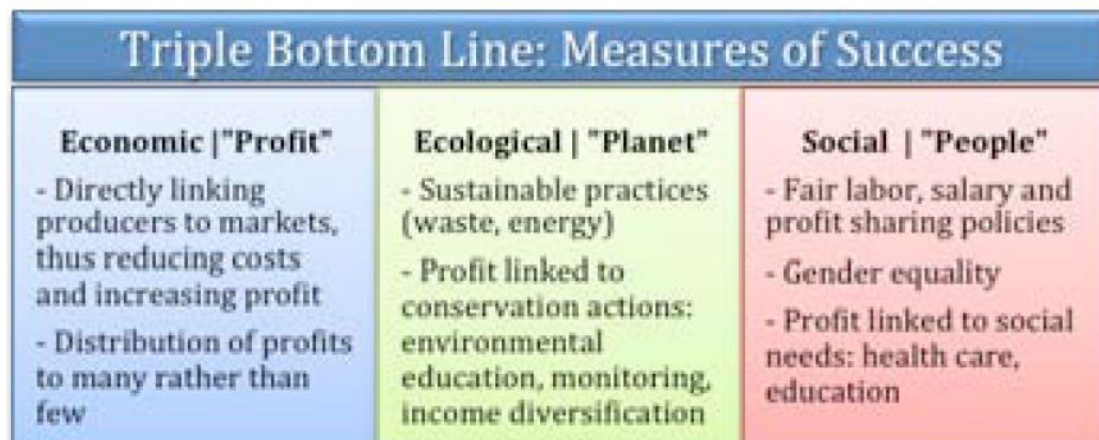 Triple Bottom Line: Measures of Success
Economic |"Profit"
- Directly linking
producers to markets,
thus reducing costs
and increasing profit
- Distribution of profits
to many rather than
few
Ecological | "Planet"
- Sustainable practices
(waste, energy)
- Profit linked to
conservation actions:
environmental
education, monitoring,
income diversification
Social | "People"
- Fair labor, salary and
profit sharing policies
- Gender equality
- Profit linked to social
needs: health care,
education